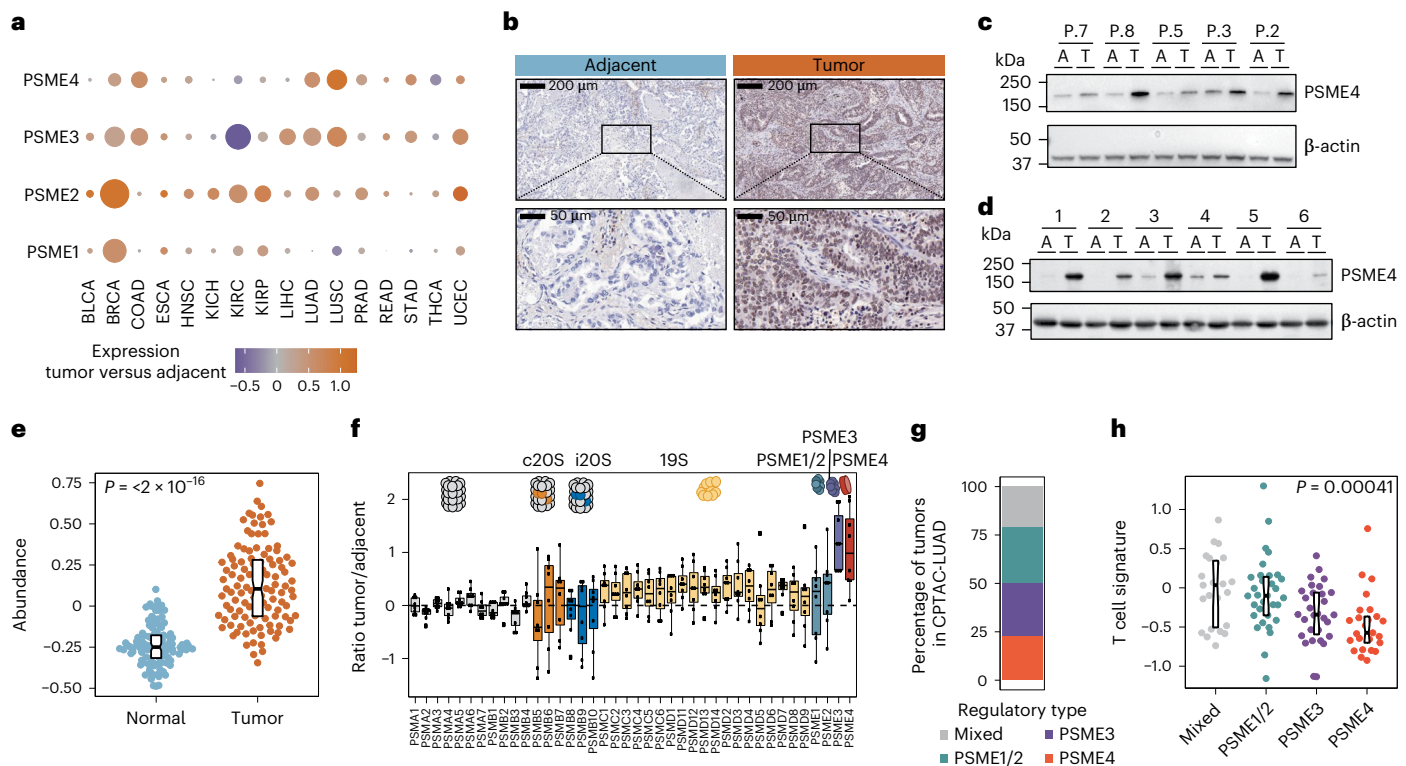 a
PSME4
PSME3
PSME2
PSME1
BLCA
BRCA
COAD
ESCA
HNSC
KICH
KIRC
KIRP
LIHC
LUAD
LUSC
PRAD
READ
STAD
THCA
UCEC
Expression
tumor versus adjacent
−0.5 0 0.5 1.0
b
Adjacent
Tumor
200 µm
200 µm
50 µm
50 µm
c
P.7 P.8 P.5 P.3 P.2
kDa
A T A T A T A T A T
250
150
PSME4
50
37
β-actin
d
1 2 3 4 5 6
kDa
A T A T A T A T A T A T
250
150
PSME4
50
37
β-actin
e
Abundance
P = <2 × 10−16
0.75
0.50
0.25
0
−0.25
−0.50
Normal
Tumor
f
Ratio tumor/adjacent
c20S
i20S
19S
PSME3
PSME1/2
PSME4
2
1
0
−1
PSMA1
PSMA2
PSMA3
PSMA4
PSMA5
PSMA6
PSMA7
PSMB1
PSMB2
PSMB3
PSMB4
PSMB5
PSMB6
PSMB7
PSMB8
PSMB9
PSMB10
PSMC1
PSMC2
PSMC3
PSMC4
PSMC5
PSMC6
PSMD1
PSMD11
PSMD12
PSMD13
PSMD14
PSMD2
PSMD3
PSMD4
PSMD5
PSMD6
PSMD7
PSMD8
PSMD9
PSME1
PSME2
PSME3
PSME4
g
Percentage of tumors
in CPTAC-LUAD
100
75
50
25
0
Regulatory type
Mixed
PSME3
PSME1/2
PSME4
h
T cell signature
P = 0.00041
1.0
0.5
0
−0.5
−1.0
Mixed
PSME1/2
PSME3
PSME4